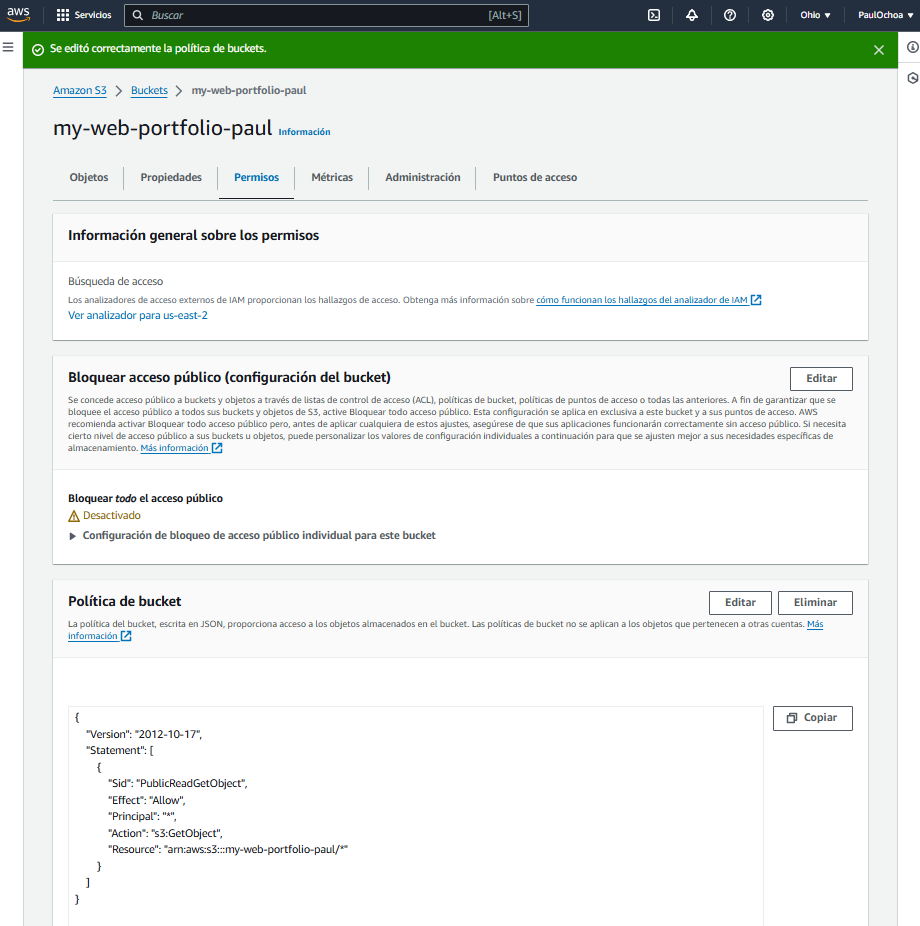 aws
Servicios
Buscar
[Alt+S]
Ohio
PaulOchoa
Se editó correctamente la política de buckets.
Amazon S3 > Buckets > my-web-portfolio-paul
my-web-portfolio-paul Información
Objetos
Propiedades
Permisos
Métricas
Administración
Puntos de acceso
Información general sobre los permisos
Búsqueda de acceso
Los analizadores de acceso externos de IAM proporcionan los hallazgos de acceso. Obtenga más información sobre cómo funcionan los hallazgos del analizador de IAM
Ver analizador para us-east-2
Bloquear acceso público (configuración del bucket)
Editar
Se concede acceso público a buckets y objetos a través de listas de control de acceso (ACL), políticas de bucket, políticas de puntos de acceso o todas las anteriores. A fin de garantizar que se
bloquee el acceso público a todos sus buckets y objetos de S3, active Bloquear todo acceso público. Esta configuración se aplica en exclusiva a este bucket y a sus puntos de acceso. AWS
recomienda activar Bloquear todo acceso público pero, antes de aplicar cualquiera de estos ajustes, asegúrese de que sus aplicaciones funcionarán correctamente sin acceso público. Si necesita
cierto nivel de acceso público a sus buckets u objetos, puede personalizar los valores de configuración individuales a continuación para que se ajusten mejor a sus necesidades específicas de
almacenamiento. Más información
Bloquear todo el acceso público
Desactivado
Configuración de bloqueo de acceso público individual para este bucket
Política de bucket
Editar
Eliminar
La política del bucket, escrita en JSON, proporciona acceso a los objetos almacenados en el bucket. Las políticas de bucket no se aplican a los objetos que pertenecen a otras cuentas. Más
información
Copiar
{
"Version": "2012-10-17",
"Statement": [
{
"Sid": "PublicReadGetObject",
"Effect": "Allow",
"Principal": "*",
"Action": "s3:GetObject",
"Resource": "arn:aws:s3:::my-web-portfolio-paul/*"
}
]
}